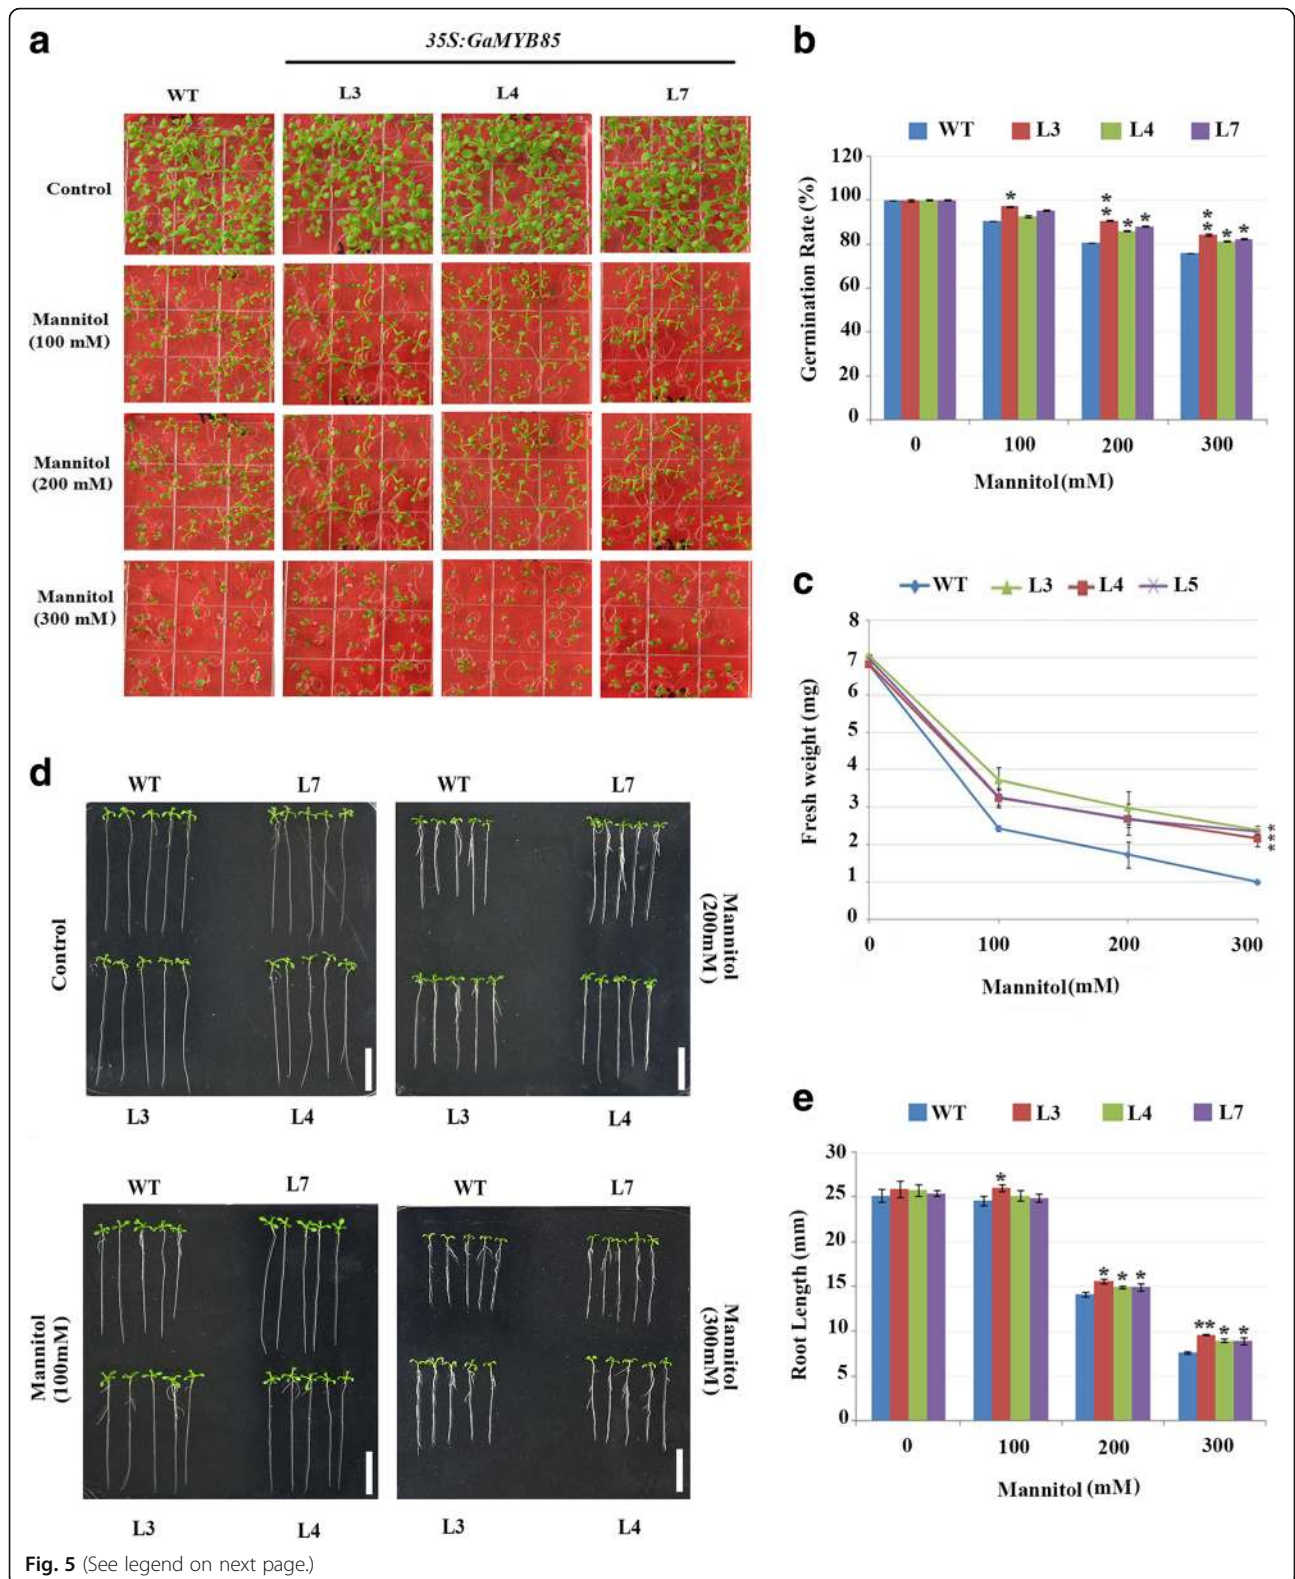 a
35S:GaMYB85
WT
L3
L4
L7
Control
Mannitol
(100 mM)
Mannitol
(200 mM)
Mannitol
(300 mM)
b
WT
L3
L4
L7
120
100
80
60
40
20
0
Germination Rate (%)
*
*
*
*
*
*
*
*
*
0
100
200
300
Mannitol(mM)
c
WT
L3
L4
L5
8
7
6
5
4
3
2
1
0
Fresh weight (mg)
***
0
100
200
300
Mannitol(mM)
d
WT
L7
Control
L3
L4
WT
L7
Mannitol
(200mM)
L3
L4
WT
L7
Mannitol
(100mM)
L3
L4
WT
L7
Mannitol
(300mM)
L3
L4
e
WT
L3
L4
L7
30
25
20
15
10
5
0
Root Length (mm)
*
*
*
*
**
*
*
0
100
200
300
Mannitol (mM)
Fig. 5 (See legend on next page.)